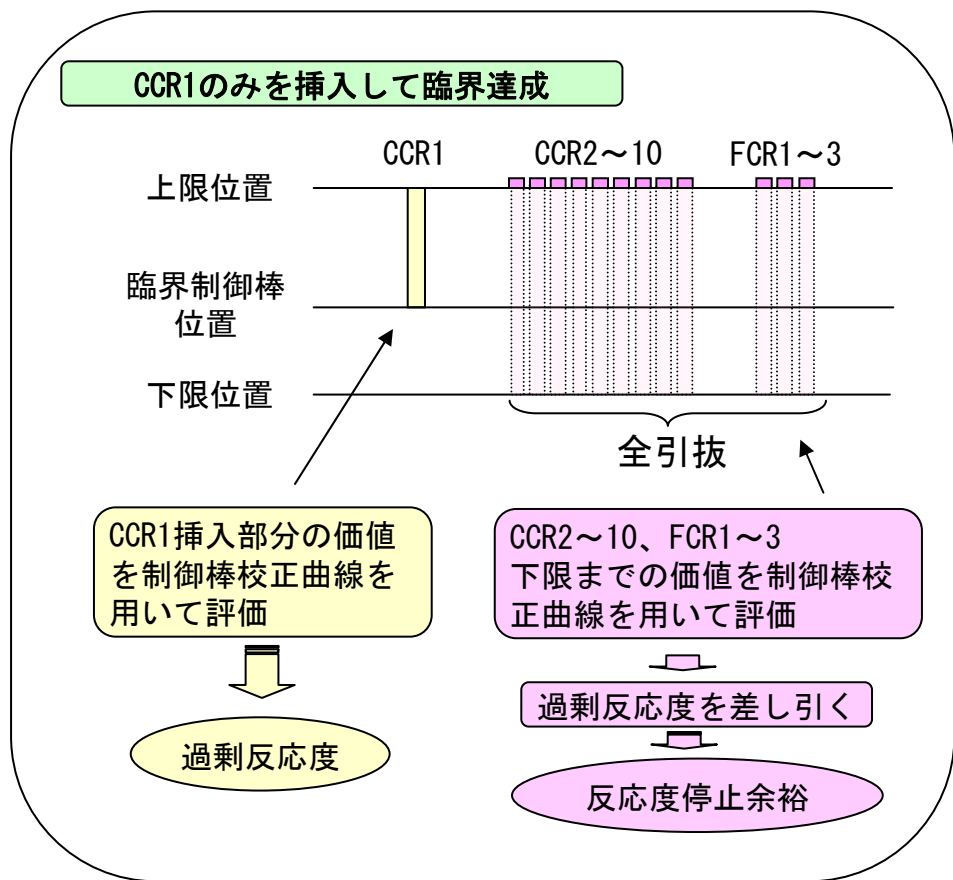 CCR1のみを挿入して臨界達成
CCR1
CCR2～10
FCR1～3
上限位置
臨界制御棒
位置
下限位置
全引抜
CCR1挿入部分の価値
を制御棒校正曲線を
用いて評価
過剰反応度
CCR2～10、FCR1～3
下限までの価値を制御棒校
正曲線を用いて評価
過剰反応度を差し引く
反応度停止余裕